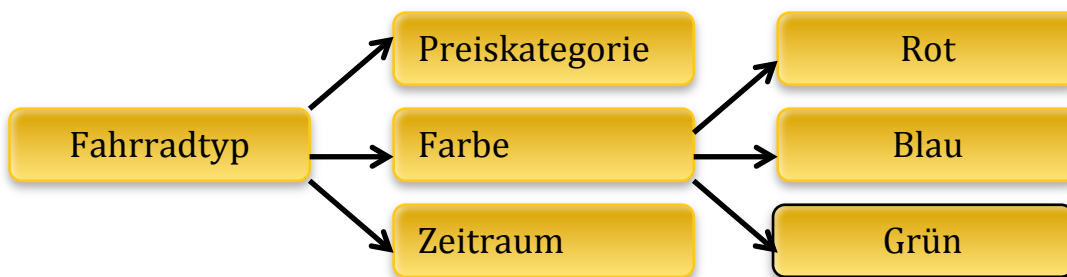 Preiskategorie
Rot
Fahrradtyp
Farbe
Blau
Zeitraum
Grün